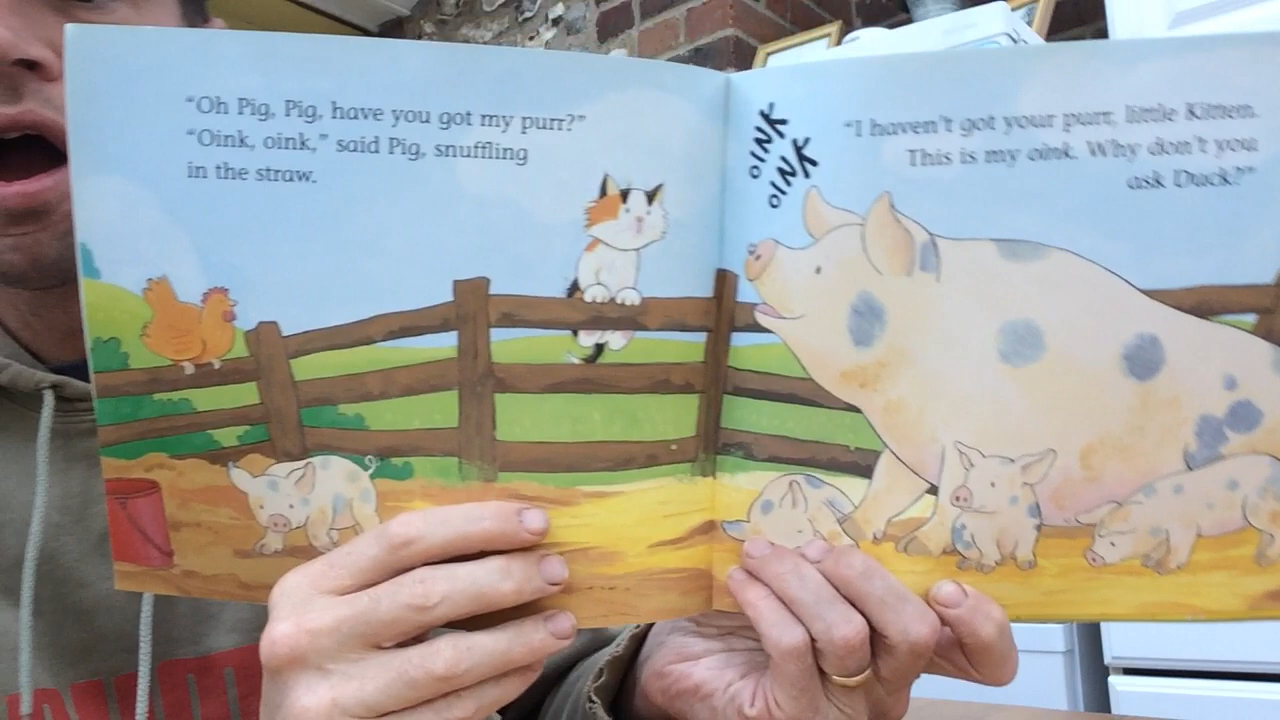 “Oh Pig, Pig, have you got my purr?”
“Oink, oink,” said Pig, snuffling
in the straw.
OINK
OINK
“I haven’t got your purr, little Kitten.
This is my oink. Why don’t you
ask Duck?”